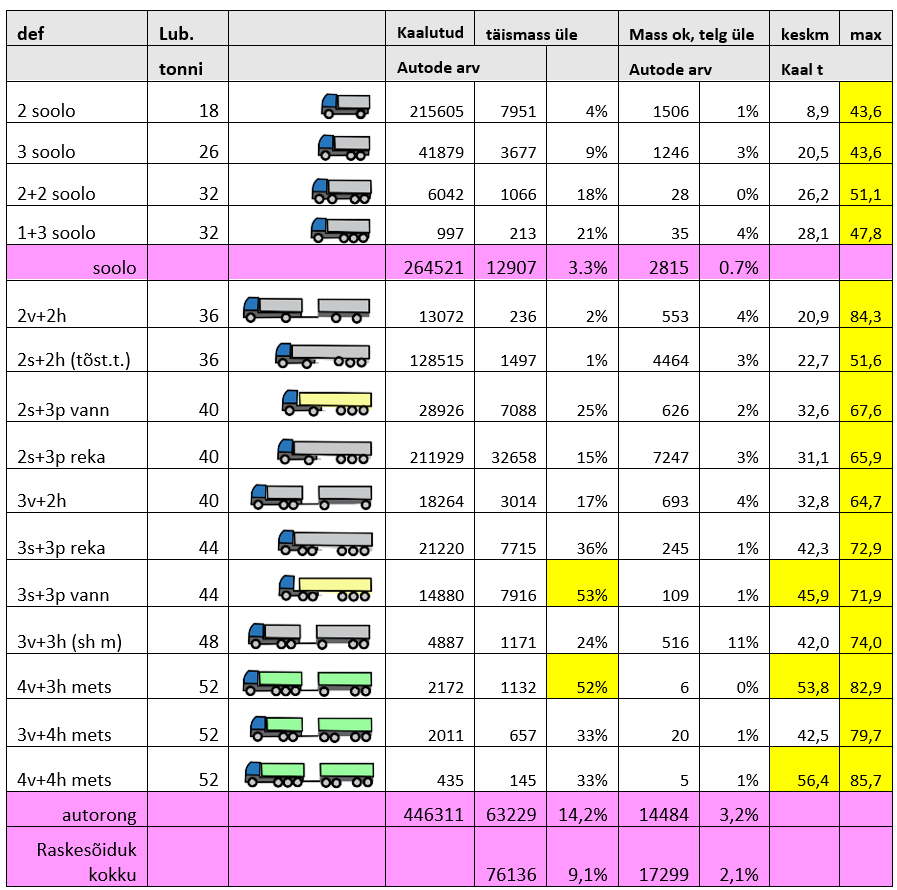 def Lub. Kaalutud täismass üle Mass ok, telg üle keskm max
tonni Autode arv Autode arv Kaal t
2 soolo 18 215605 7951 4% 1506 1% 8,9 43,6
3 soolo 26 41879 3677 9% 1246 3% 20,5 43,6
2+2 soolo 32 6042 1066 18% 28 0% 26,2 51,1
1+3 soolo 32 997 213 21% 35 4% 28,1 47,8
soolo 264521 12907 3.3% 2815 0.7%
2v+2h 36 13072 236 2% 553 4% 20,9 84,3
2s+2h (tõst.t.) 36 128515 1497 1% 4464 3% 22,7 51,6
2s+3p vann 40 28926 7088 25% 626 2% 32,6 67,6
2s+3p reka 40 211929 32658 15% 7247 3% 31,1 65,9
3v+2h 40 18264 3014 17% 693 4% 32,8 64,7
3s+3p reka 44 21220 7715 36% 245 1% 42,3 72,9
3s+3p vann 44 14880 7916 53% 109 1% 45,9 71,9
3v+3h (sh m) 48 4887 1171 24% 516 11% 42,0 74,0
4v+3h mets 52 2172 1132 52% 6 0% 53,8 82,9
3v+4h mets 52 2011 657 33% 20 1% 42,5 79,7
4v+4h mets 52 435 145 33% 5 1% 56,4 85,7
autorong 446311 63229 14,2% 14484 3,2%
Raskesõiduk
kokku 76136 9,1% 17299 2,1%